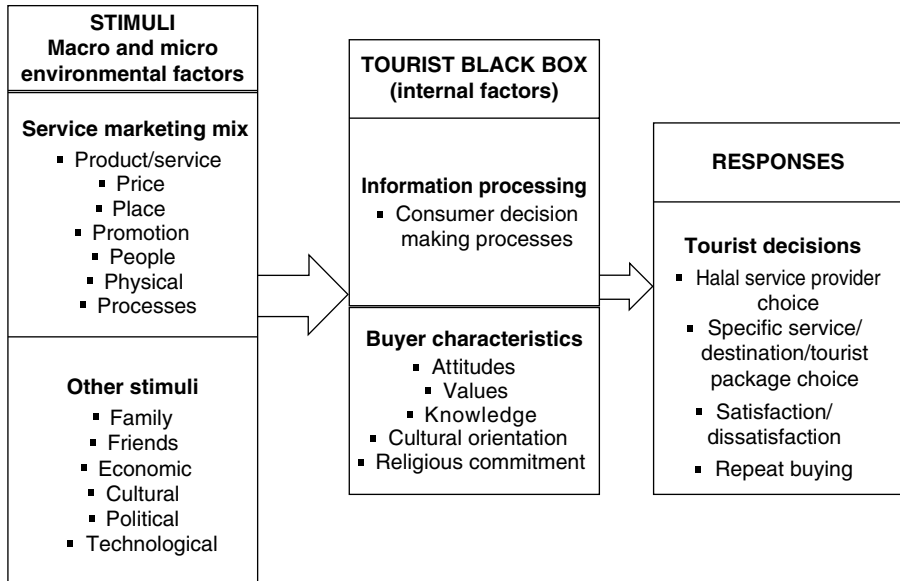 STIMULI
Macro and micro
environmental factors
Service marketing mix
▪ Product/service
▪ Price
▪ Place
▪ Promotion
▪ People
▪ Physical
▪ Processes
Other stimuli
▪ Family
▪ Friends
▪ Economic
▪ Cultural
▪ Political
▪ Technological
TOURIST BLACK BOX
(internal factors)
Information processing
▪ Consumer decision
making processes
Buyer characteristics
▪ Attitudes
▪ Values
▪ Knowledge
▪ Cultural orientation
▪ Religious commitment
RESPONSES
Tourist decisions
▪ Halal service provider
choice
▪ Specific service/
destination/tourist
package choice
▪ Satisfaction/
dissatisfaction
▪ Repeat buying